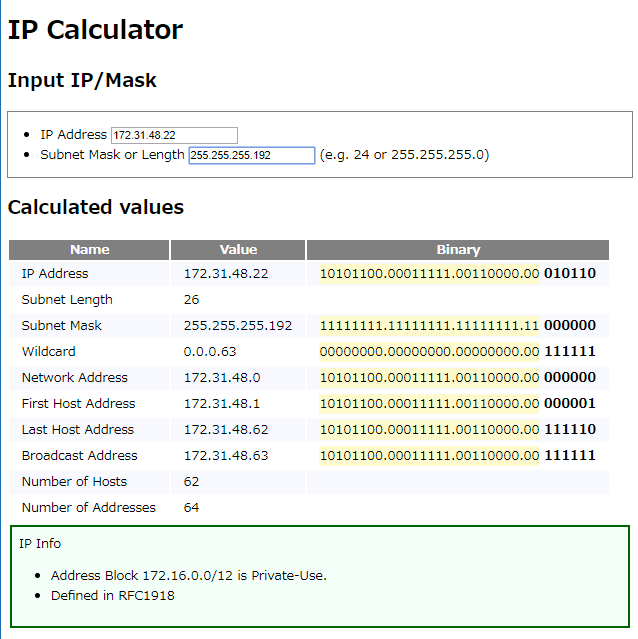 IP Calculator
Input IP/Mask
IP Address 172.31.48.22
Subnet Mask or Length 255.255.255.192 (e.g. 24 or 255.255.255.0)
Calculated values
Name Value Binary
IP Address 172.31.48.22 10101100.00011111.00110000.00 010110
Subnet Length 26
Subnet Mask 255.255.255.192 11111111.11111111.11111111.11 000000
Wildcard 0.0.0.63 00000000.00000000.00000000.00 111111
Network Address 172.31.48.0 10101100.00011111.00110000.00 000000
First Host Address 172.31.48.1 10101100.00011111.00110000.00 000001
Last Host Address 172.31.48.62 10101100.00011111.00110000.00 111110
Broadcast Address 172.31.48.63 10101100.00011111.00110000.00 111111
Number of Hosts 62
Number of Addresses 64
IP Info
Address Block 172.16.0.0/12 is Private-Use.
Defined in RFC1918